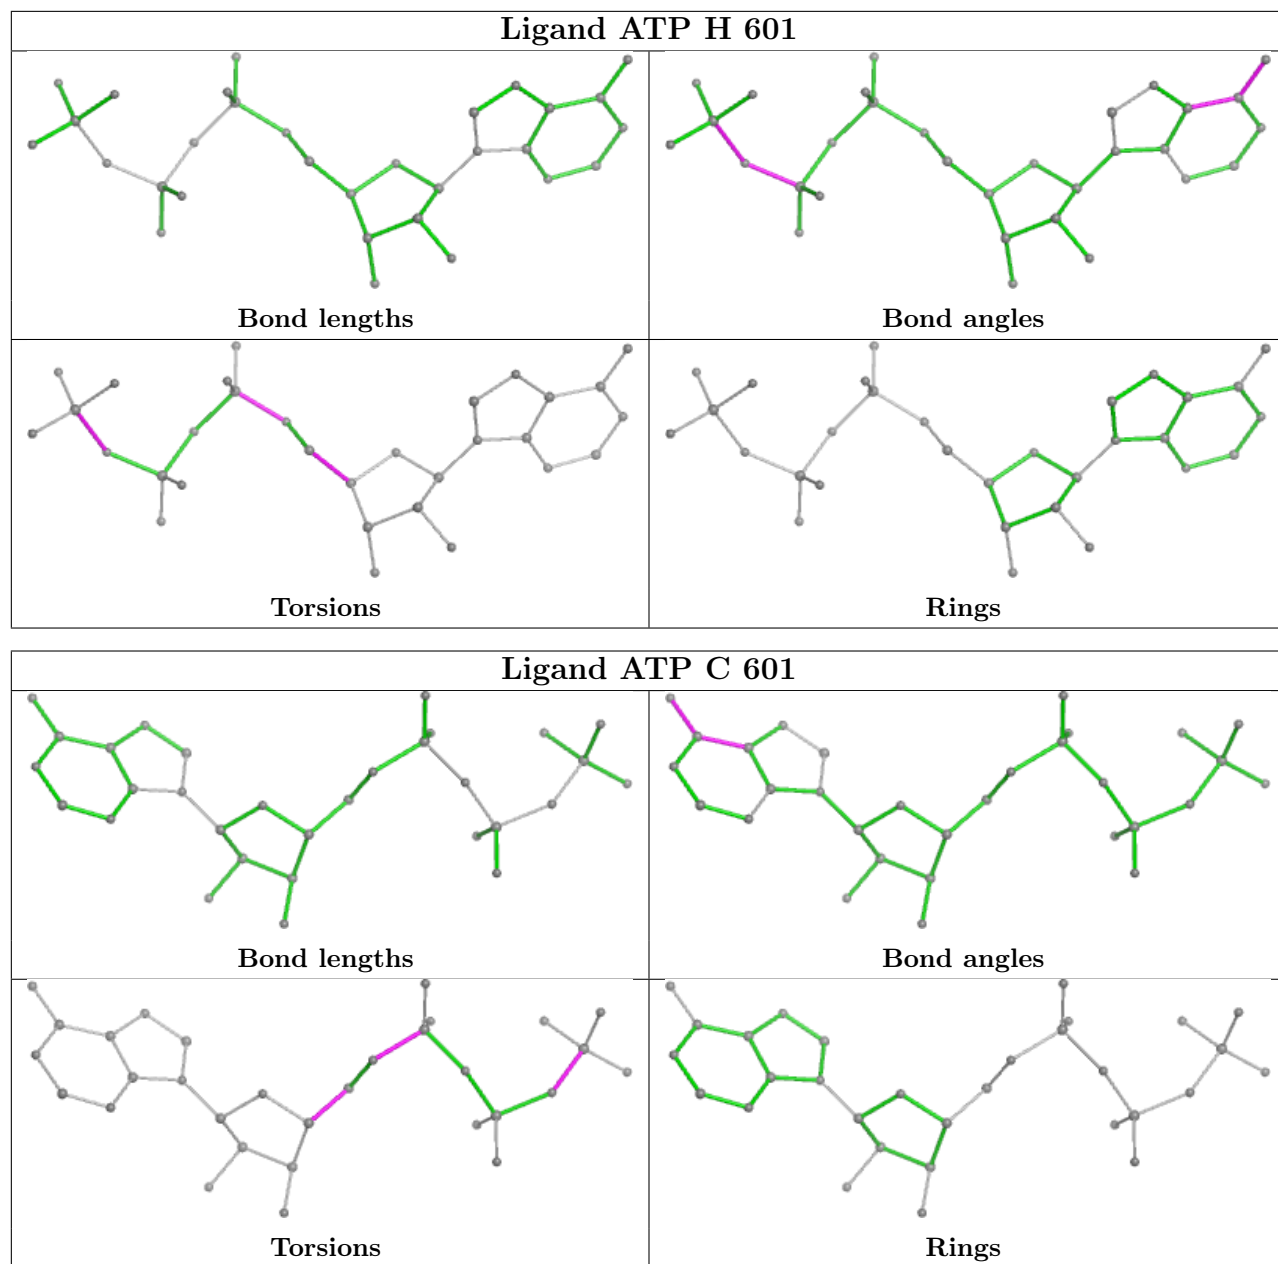 Ligand ATP H 601
Bond lengths
Bond angles
Torsions
Rings
Ligand ATP C 601
Bond lengths
Bond angles
Torsions
Rings